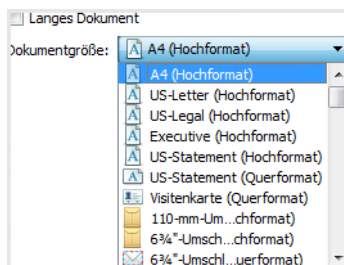 Langes Dokument
Dokumentgröße: A4 (Hochformat)
A4 (Hochformat)
US-Letter (Hochformat)
US-Legal (Hochformat)
Executive (Hochformat)
US-Statement (Hochformat)
US-Statement (Querformat)
Visitenkarte (Querformat)
110-mm-Um...chformat)
6¾"-Umsch...chformat)
6¾"-Umschl...uerformat)